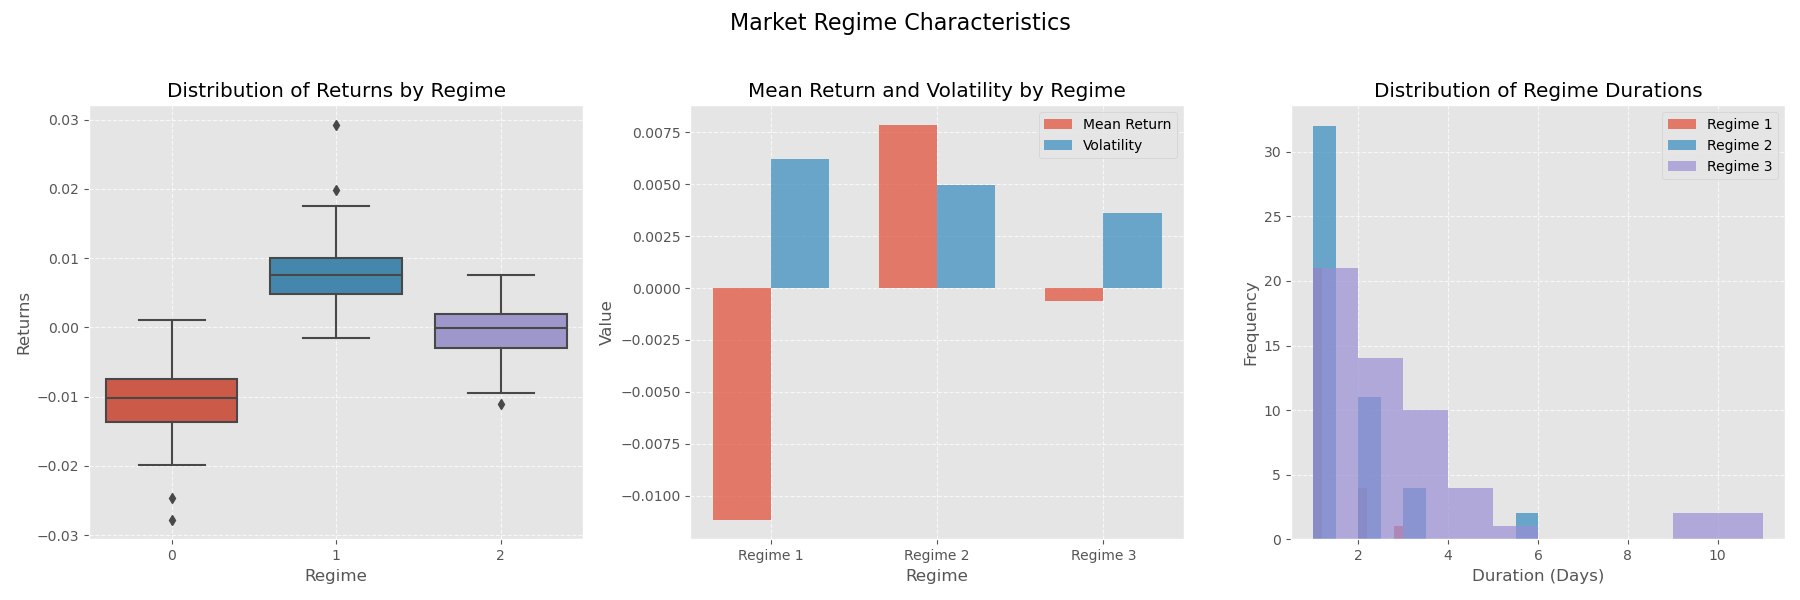 Market Regime Characteristics
Distribution of Returns by Regime
0.03
0.02
0.01
0.00
−0.01
−0.02
−0.03
Returns
0
1
2
Regime
Mean Return and Volatility by Regime
Mean Return
Volatility
0.0075
0.0050
0.0025
0.0000
−0.0025
−0.0050
−0.0075
−0.0100
Value
Regime 1
Regime 2
Regime 3
Regime
Distribution of Regime Durations
Regime 1
Regime 2
Regime 3
30
25
20
15
10
5
0
Frequency
2
4
6
8
10
Duration (Days)